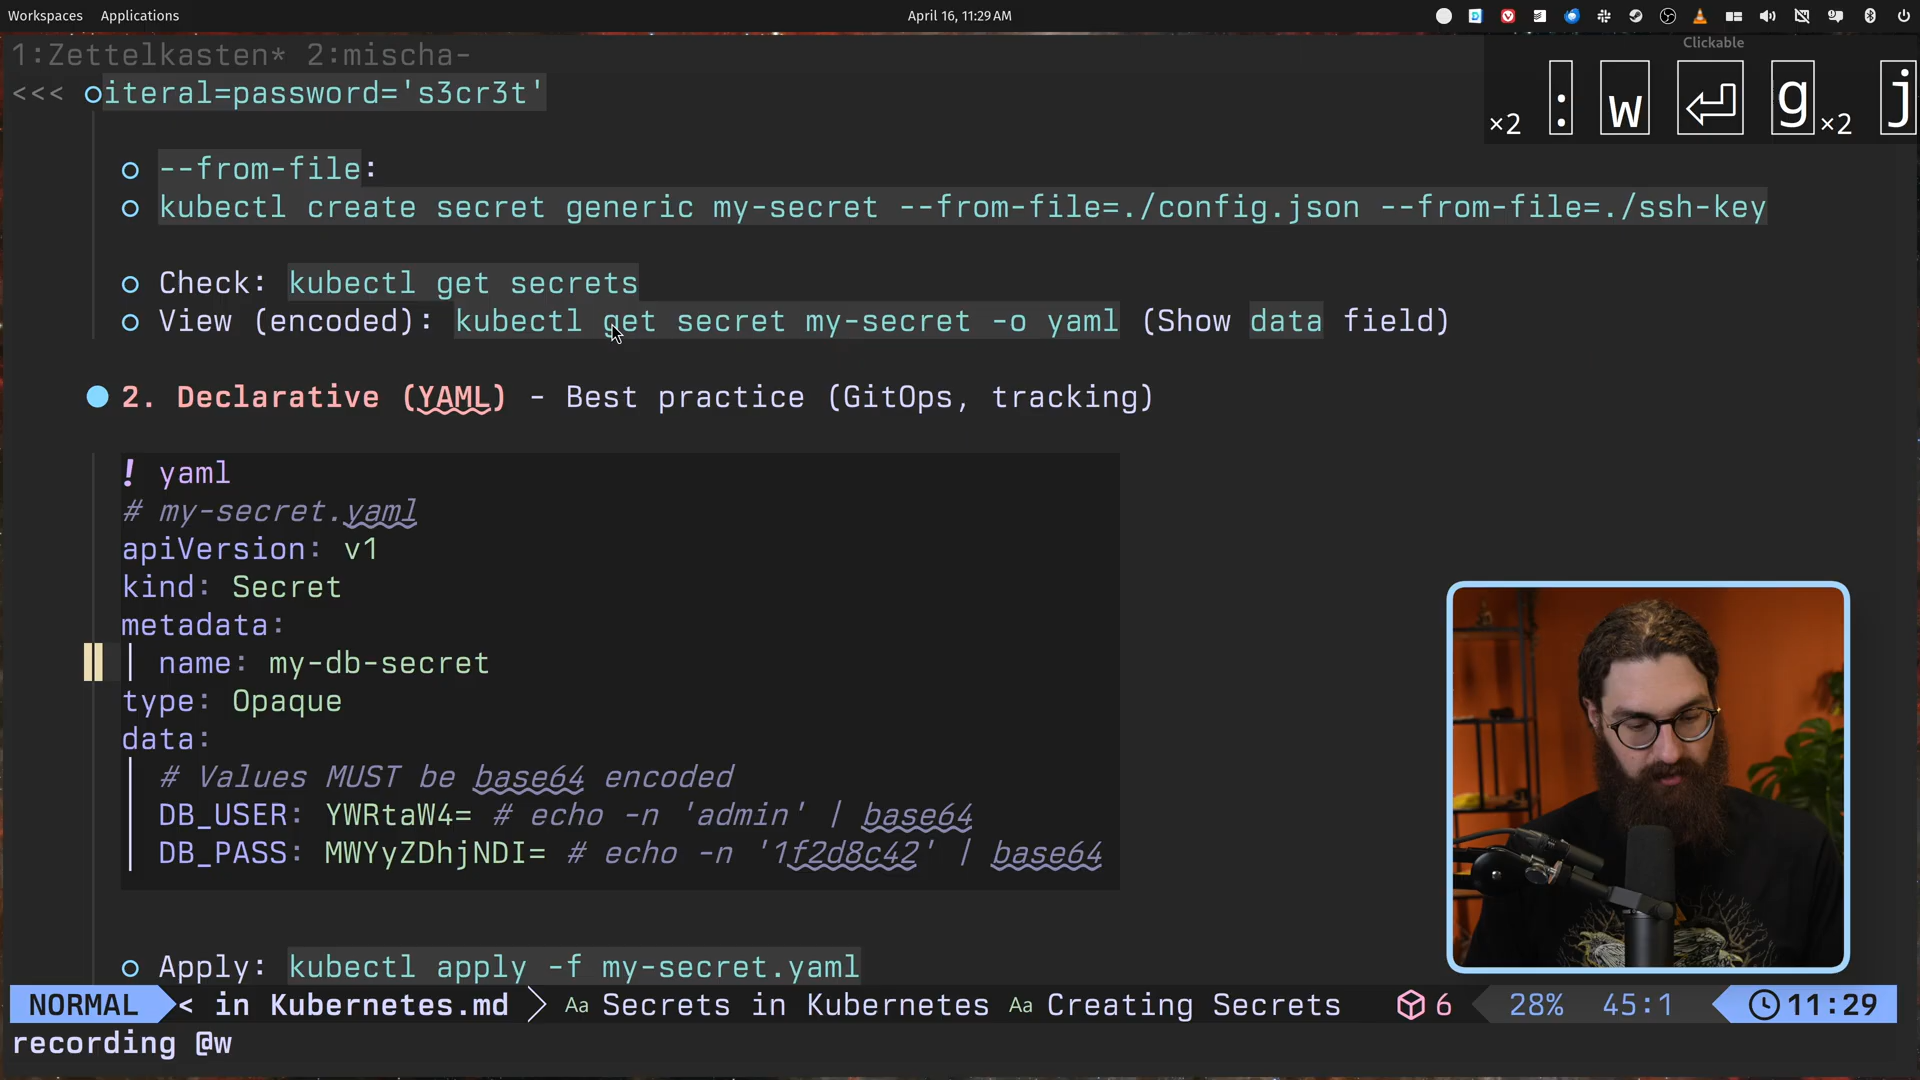 Workspaces Applications April 16, 11:29 AM
Clickable
×2 : w g ×2 j
1:Zettelkasten* 2:mischa-
<<< iteral=password='s3cr3t'
--from-file:
kubectl create secret generic my-secret --from-file=./config.json --from-file=./ssh-key
Check: kubectl get secrets
View (encoded): kubectl get secret my-secret -o yaml (Show data field)
2. Declarative (YAML) - Best practice (GitOps, tracking)
! yaml
# my-secret.yaml
apiVersion: v1
kind: Secret
metadata:
name: my-db-secret
type: Opaque
data:
# Values MUST be base64 encoded
DB_USER: YWRtaW4= # echo -n 'admin' | base64
DB_PASS: MWYyZDhjNDI= # echo -n '1f2d8c42' | base64
Apply: kubectl apply -f my-secret.yaml
NORMAL < in Kubernetes.md Aa Secrets in Kubernetes Aa Creating Secrets 6 28% 45:1 11:29
recording @w